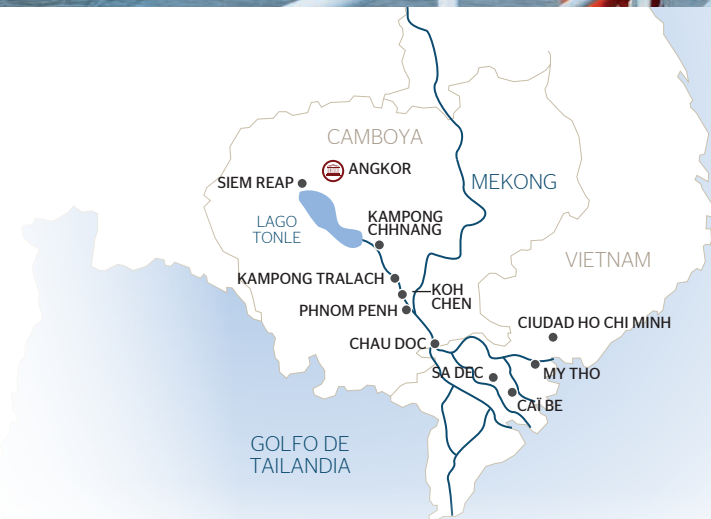 CAMBOYA
ANGKOR
SIEM REAP
MEKONG
LAGO
TONLE
KAMPONG
CHHNANG
VIETNAM
KAMPONG TRALACH
KOH
CHEN
PHNOM PENH
CIUDAD HO CHI MINH
CHAU DOC
SA DEC
MY THO
CAÏ BE
GOLFO DE
TAILANDIA